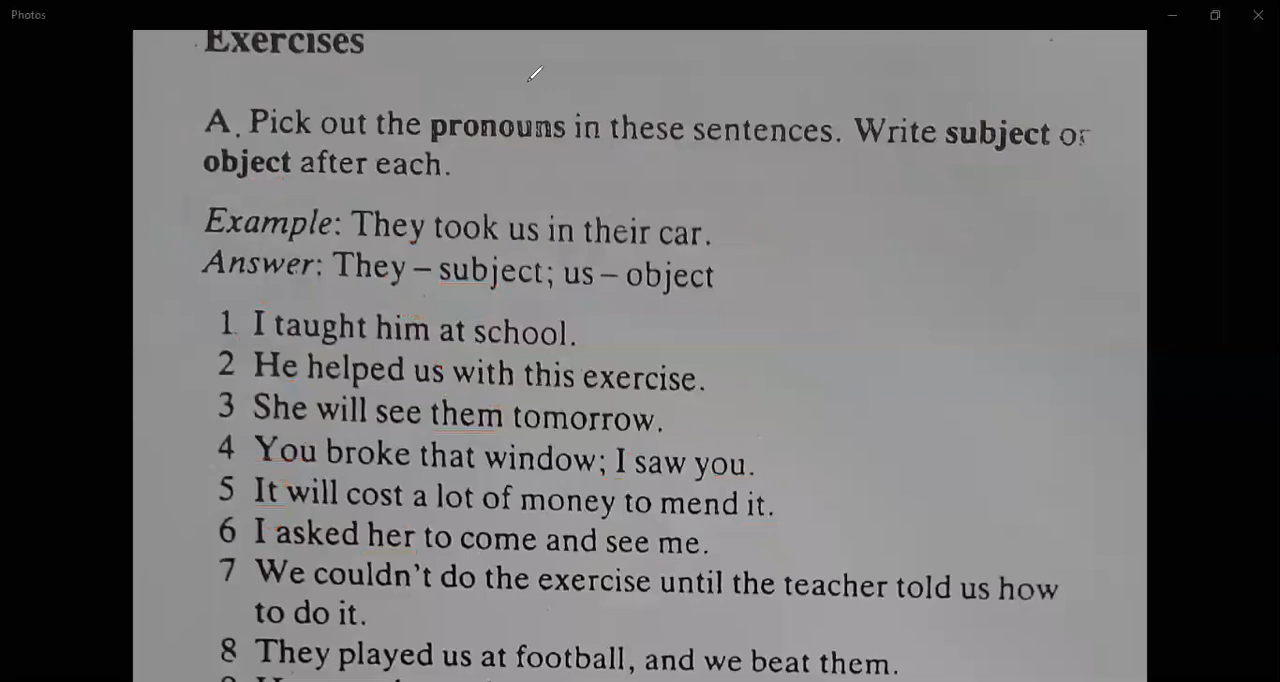 Photos
Exercises
A. Pick out the pronouns in these sentences. Write subject or
object after each.
Example: They took us in their car.
Answer: They – subject; us – object
1 I taught him at school.
2 He helped us with this exercise.
3 She will see them tomorrow.
4 You broke that window; I saw you.
5 It will cost a lot of money to mend it.
6 I asked her to come and see me.
7 We couldn't do the exercise until the teacher told us how
to do it.
8 They played us at football, and we beat them.